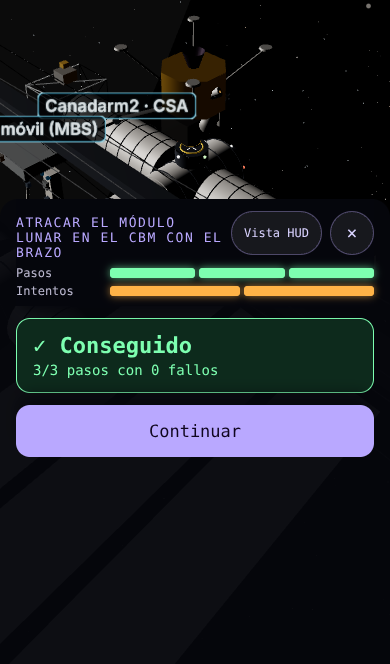 Canadarm2 · CSA
móvil (MBS)
ATRACAR EL MÓDULO
LUNAR EN EL CBM CON EL
BRAZO
Vista HUD
×
Pasos
Intentos
✓ Conseguido
3/3 pasos con 0 fallos
Continuar